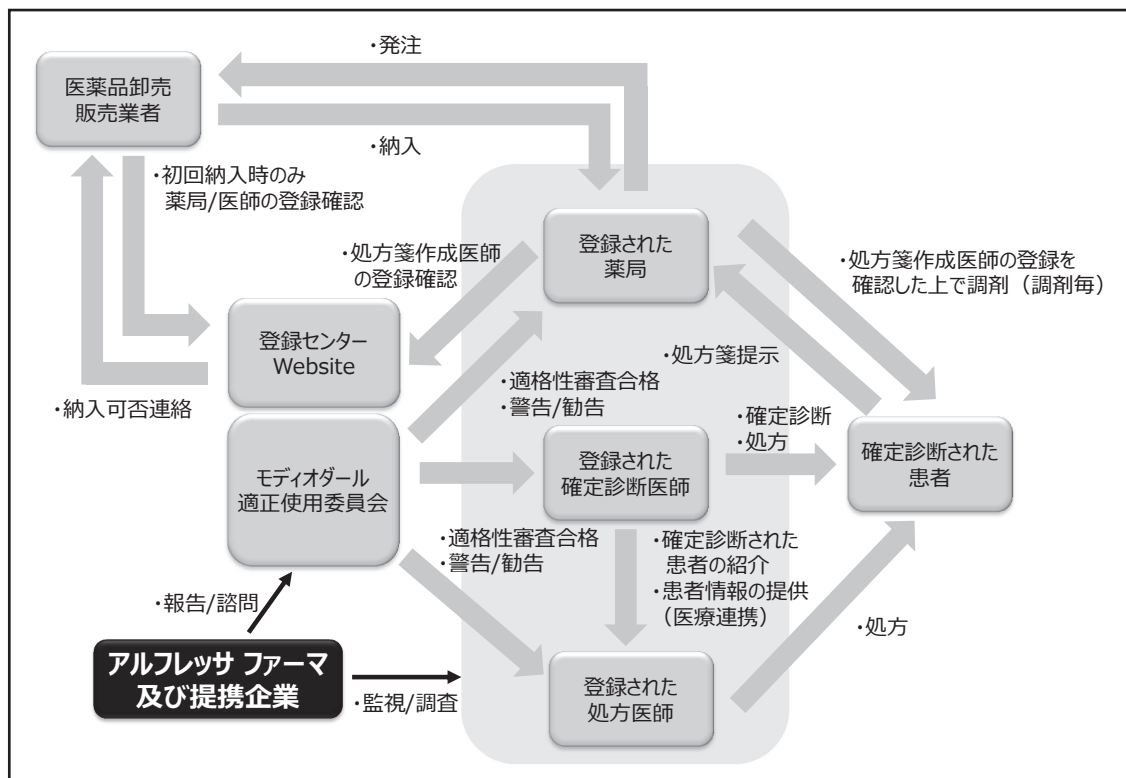 ・発注
医薬品卸売
販売業者
・納入
・初回納入時のみ
薬局/医師の登録確認
・処方箋作成医師
の登録確認
登録された
薬局
・処方箋作成医師の登録を
確認した上で調剤（調剤毎）
登録センター
Website
・処方箋提示
・納入可否連絡
・適格性審査合格
・警告/勧告
・確定診断
・処方
モディオダール
適正使用委員会
登録された
確定診断医師
確定診断された
患者
・適格性審査合格
・警告/勧告
・確定診断された
患者の紹介
・患者情報の提供
（医療連携）
・報告/諮問
・処方
アルフレッサ ファーマ
及び提携企業
・監視/調査
登録された
処方医師